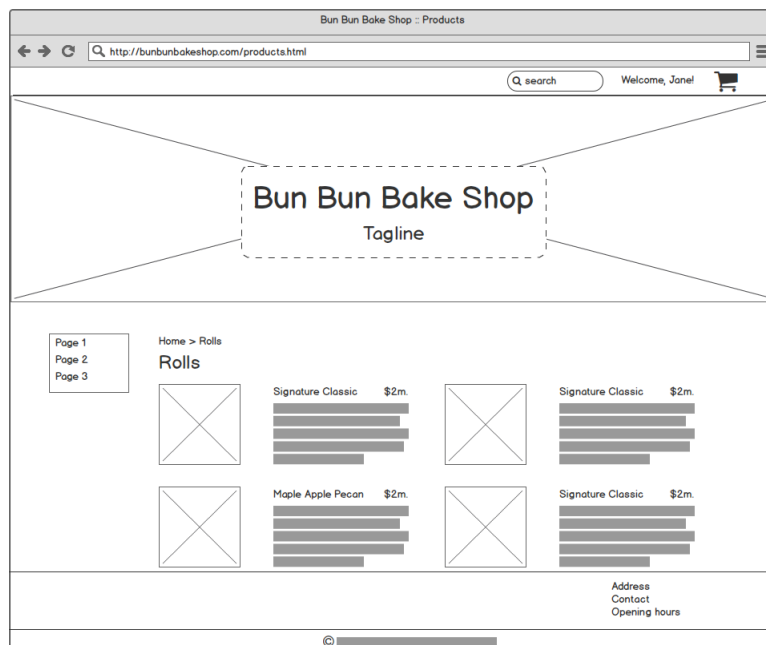 Bun Bun Bake Shop :: Products
http://bunbunbakeshop.com/products.html
search Welcome, Jane!
Bun Bun Bake Shop
Tagline
Page 1
Page 2
Page 3
Home > Rolls
Rolls
Signature Classic $2m.
Signature Classic $2m.
Maple Apple Pecan $2m.
Signature Classic $2m.
Address
Contact
Opening hours
©